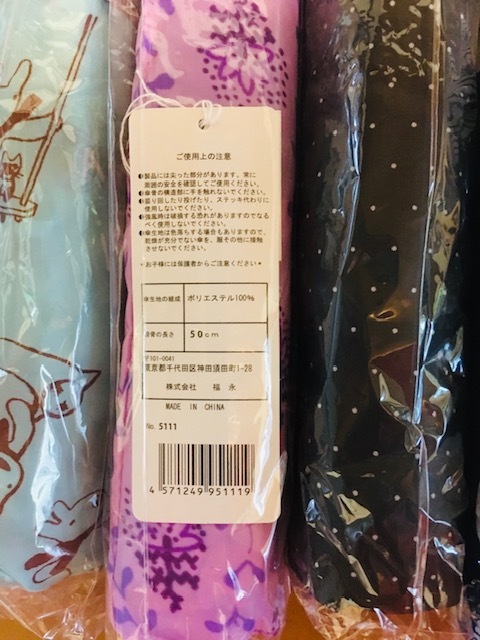 ご使用上の注意
●製品には尖った部分があります。常に
周囲の安全を確認してご使用ください。
●傘骨の構造部に手を触れないでください。
●振り回したり投げたり、ステッキ代わりに
使用しないでください。
●強風時は破損する恐れがありますのでなる
べく使用しないでください。
●傘生地は色落ちする場合もありますので、
乾燥が充分でない傘を、服その他に接触
させないでください。
*お子様には保護者からご注意ください*
傘生地の組成 ポリエステル100%
親骨の長さ 50cm
〒101-0041
東京都千代田区神田須田町1-28
株式会社 福 永
MADE IN CHINA
No. 5111
4 571249 951119